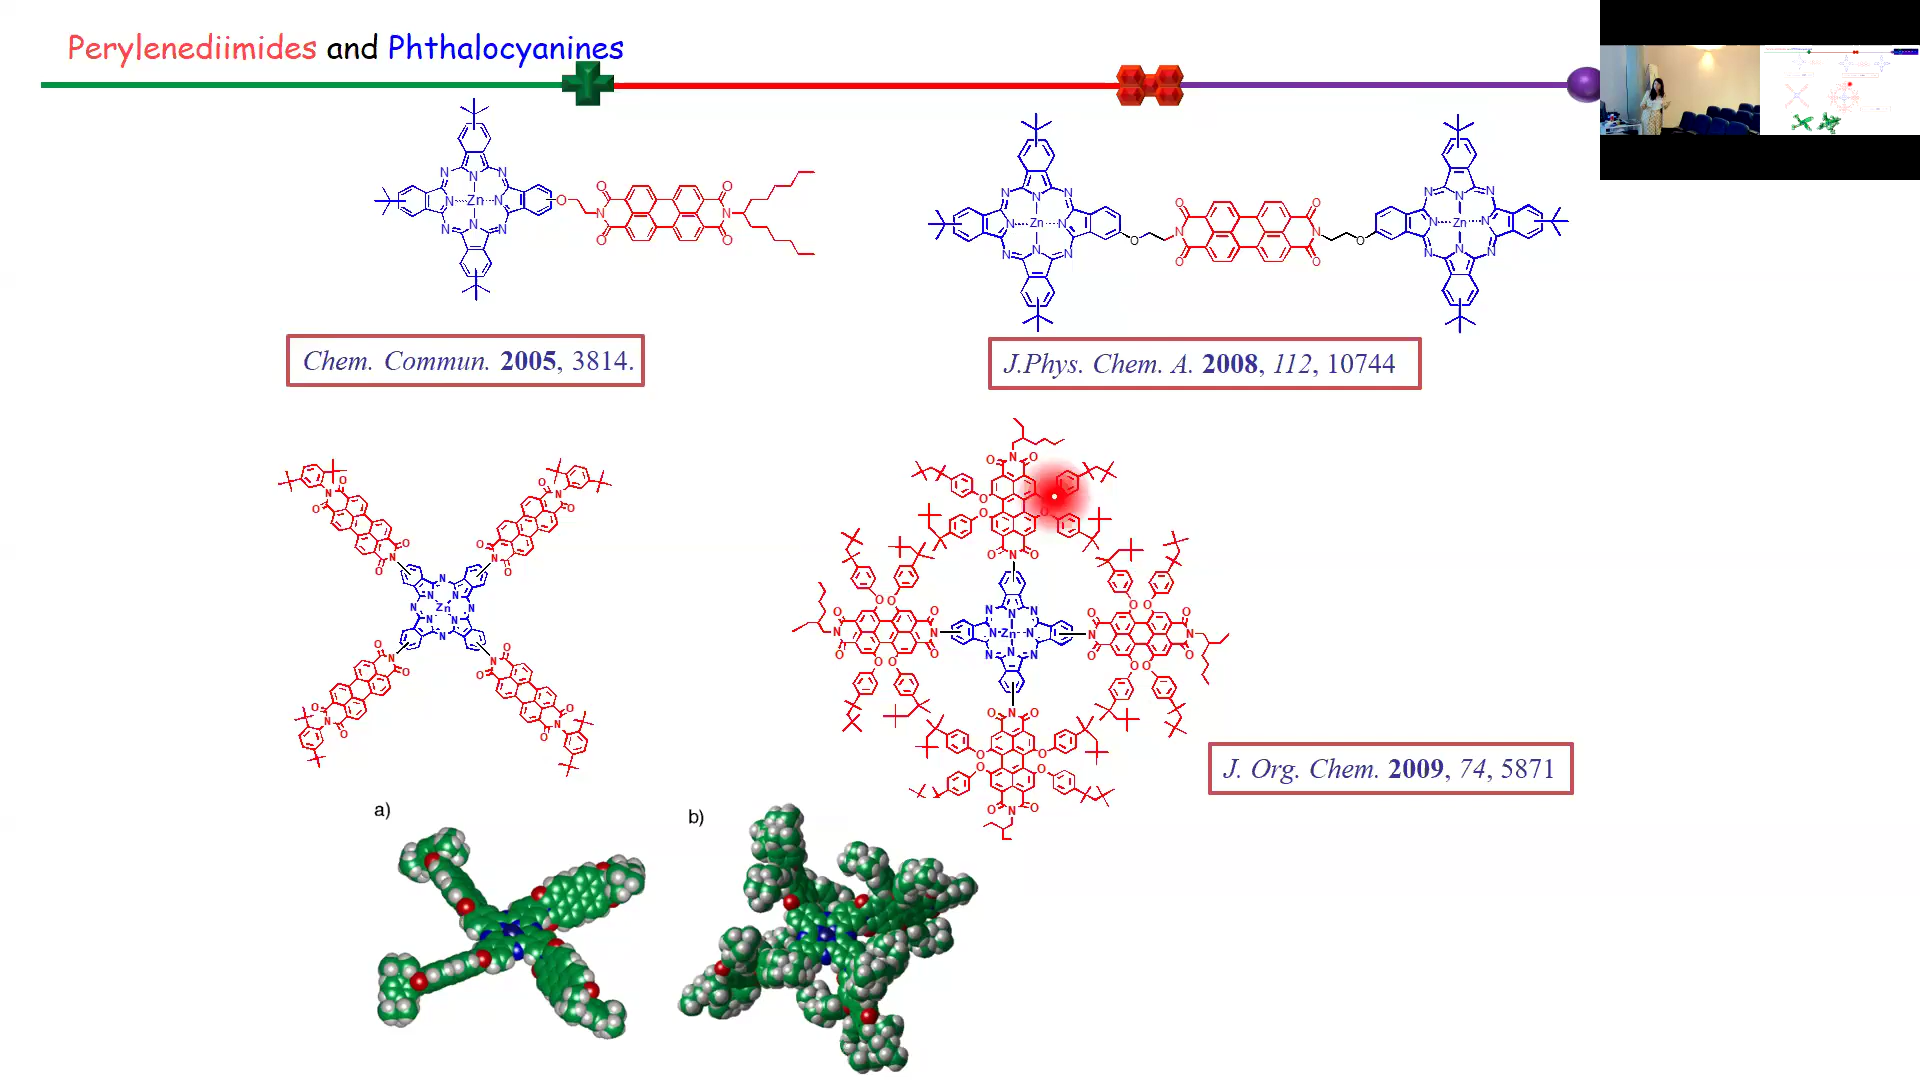 Perylenediimides and Phthalocyanines
Chem. Commun. 2005, 3814.
J.Phys. Chem. A. 2008, 112, 10744
J. Org. Chem. 2009, 74, 5871
a)
b)